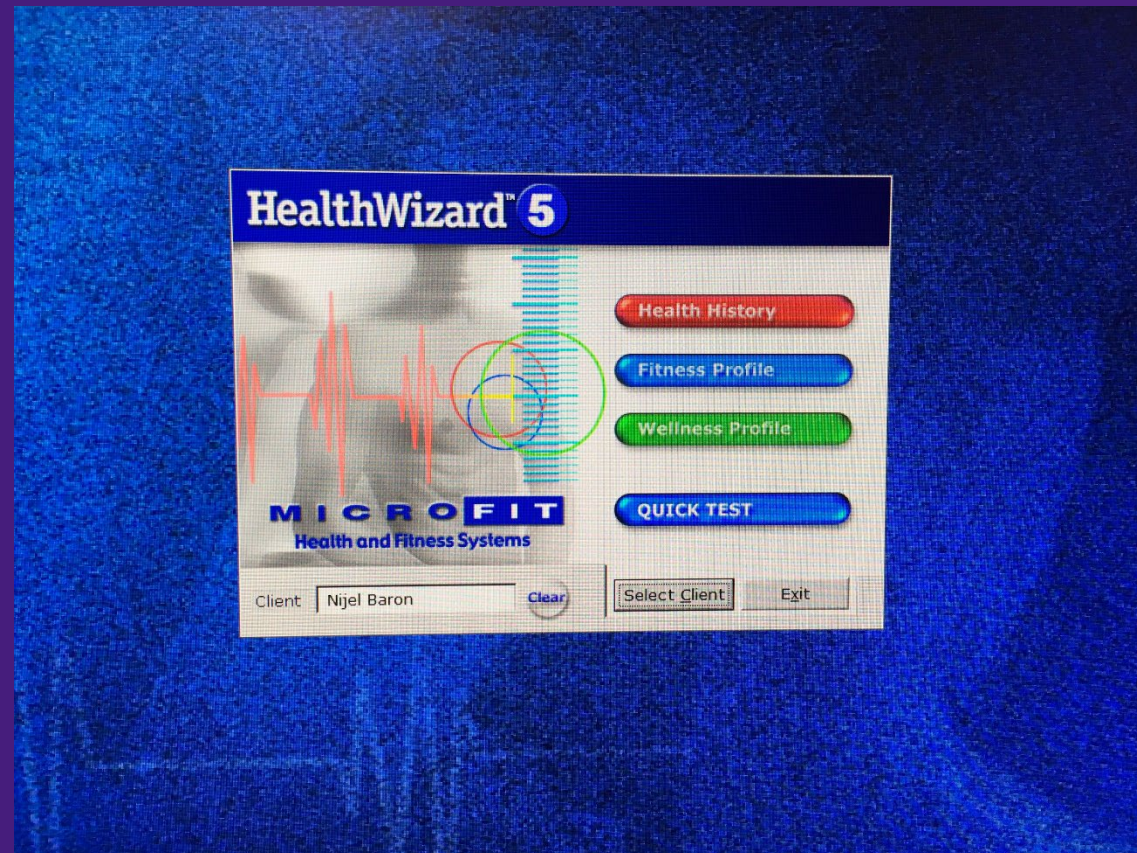 HealthWizard™ 5
Health History
Fitness Profile
Wellness Profile
QUICK TEST
MICROFIT
Health and Fitness Systems
Client Nijel Baron Clear Select Client Exit